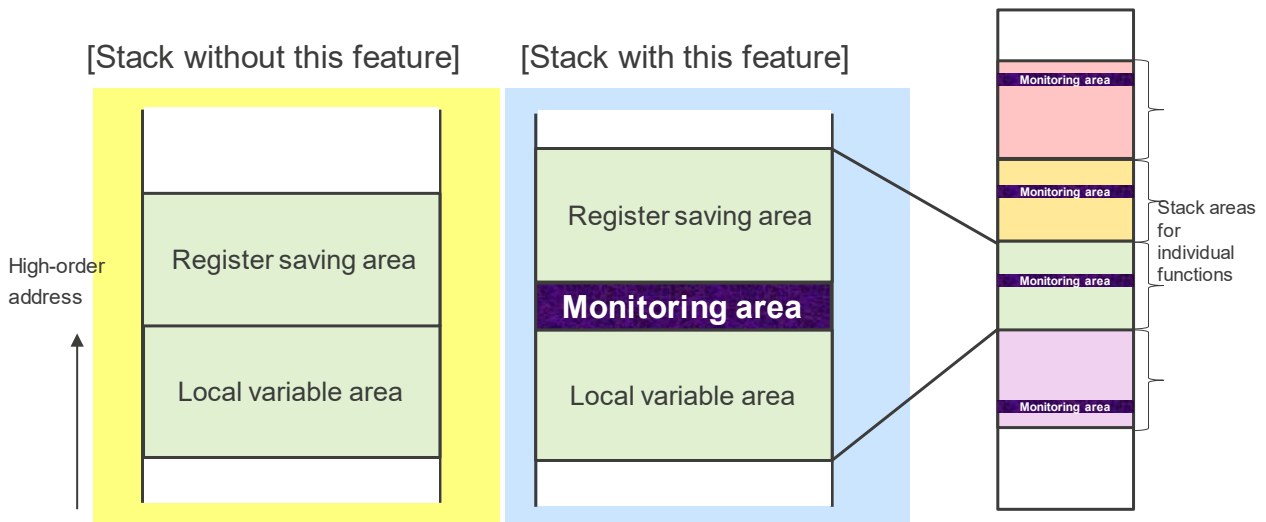 [Stack without this feature]
[Stack with this feature]
High-order
address
Register saving area
Local variable area
Register saving area
Monitoring area
Local variable area
Monitoring area
Monitoring area
Monitoring area
Monitoring area
Stack areas
for
individual
functions